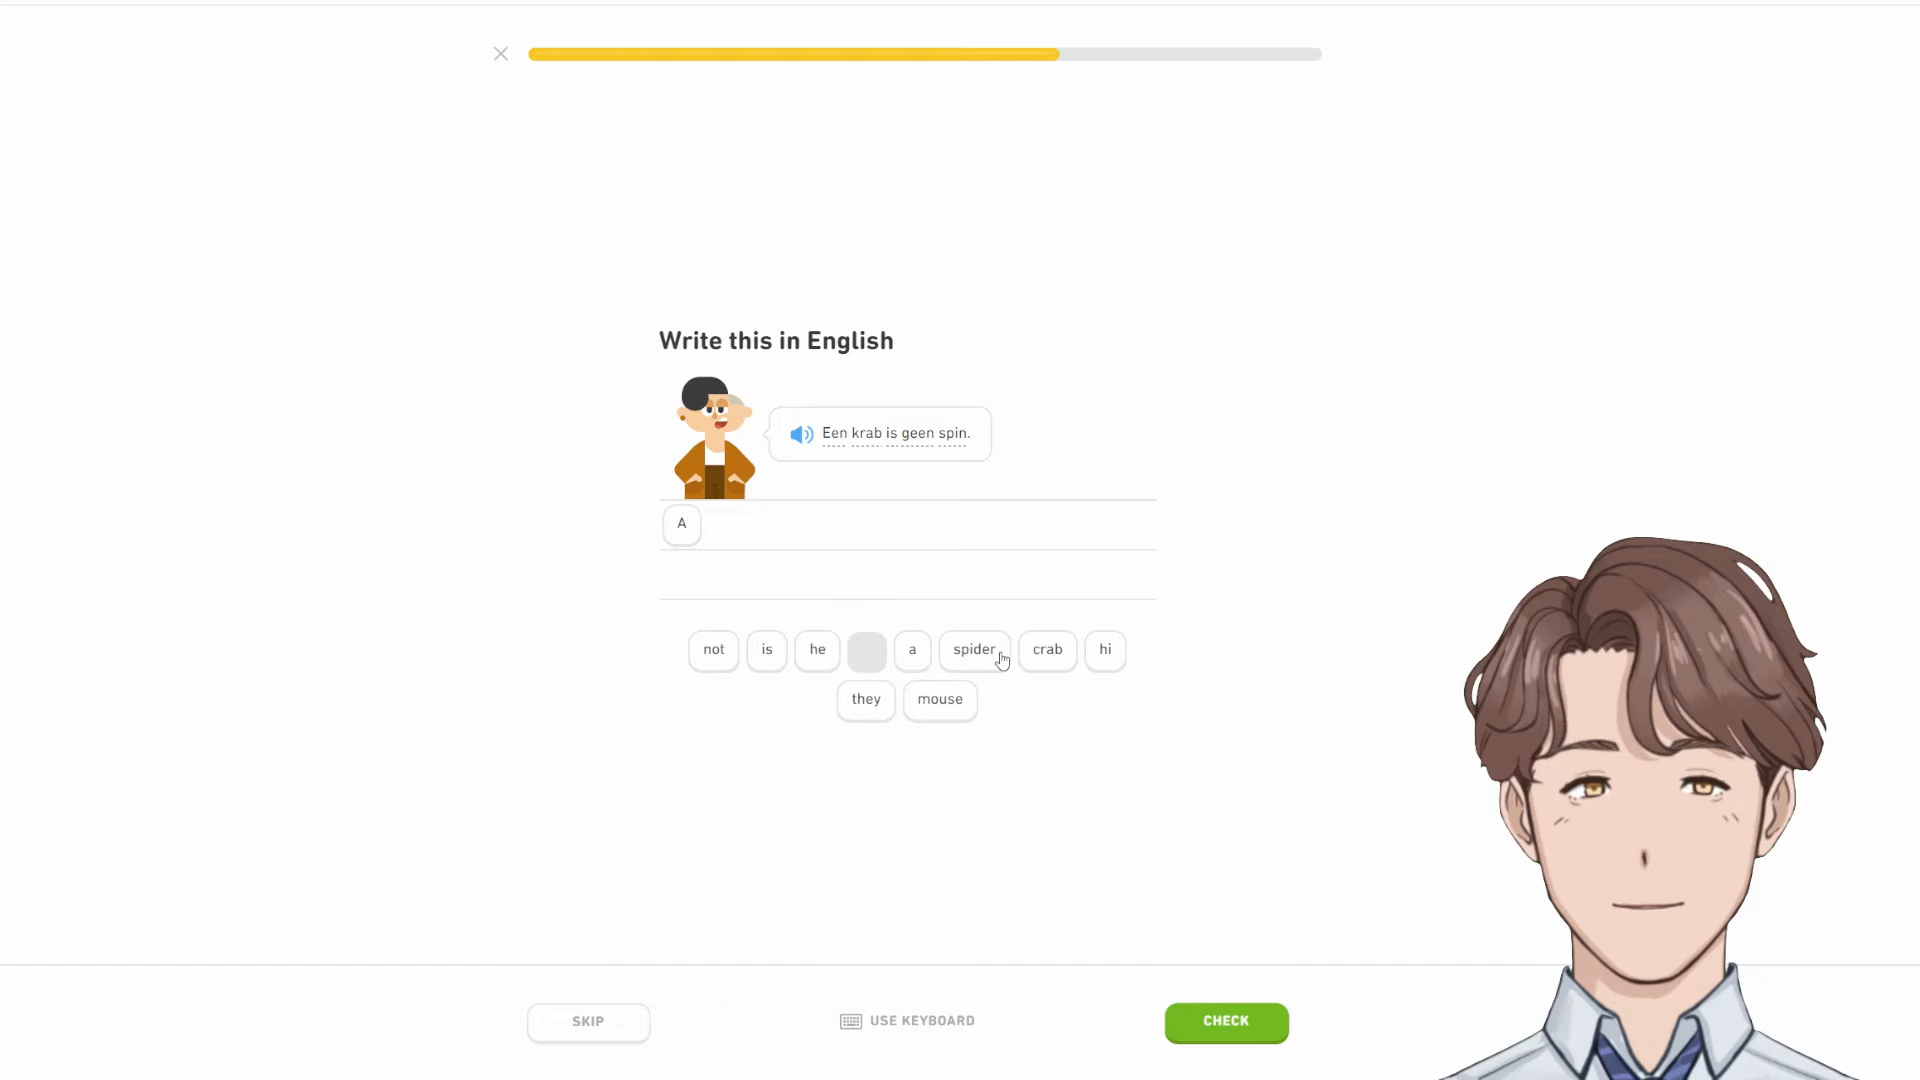 Write this in English
Een krab is geen spin.
A
not is he a spider crab hi
they mouse
SKIP USE KEYBOARD CHECK